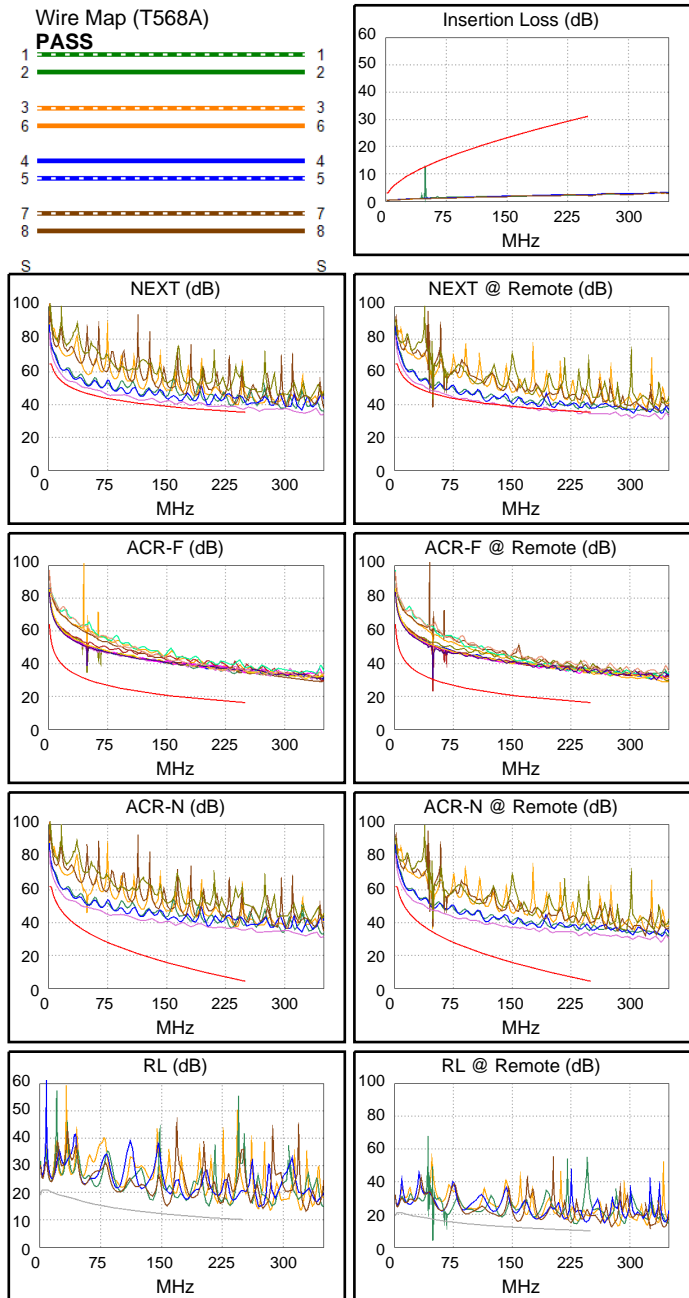 Wire Map (T568A)
PASS
1 1
2 2
3 3
6 6
4 4
5 5
7 7
8 8
S S
Insertion Loss (dB)
60
50
40
30
20
10
0
0 75 150 225 300
MHz
NEXT (dB)
100
80
60
40
20
0
0 75 150 225 300
MHz
NEXT @ Remote (dB)
100
80
60
40
20
0
0 75 150 225 300
MHz
ACR-F (dB)
100
80
60
40
20
0
0 75 150 225 300
MHz
ACR-F @ Remote (dB)
100
80
60
40
20
0
0 75 150 225 300
MHz
ACR-N (dB)
100
80
60
40
20
0
0 75 150 225 300
MHz
ACR-N @ Remote (dB)
100
80
60
40
20
0
0 75 150 225 300
MHz
RL (dB)
60
50
40
30
20
10
0
0 75 150 225 300
MHz
RL @ Remote (dB)
100
80
60
40
20
0
0 75 150 225 300
MHz